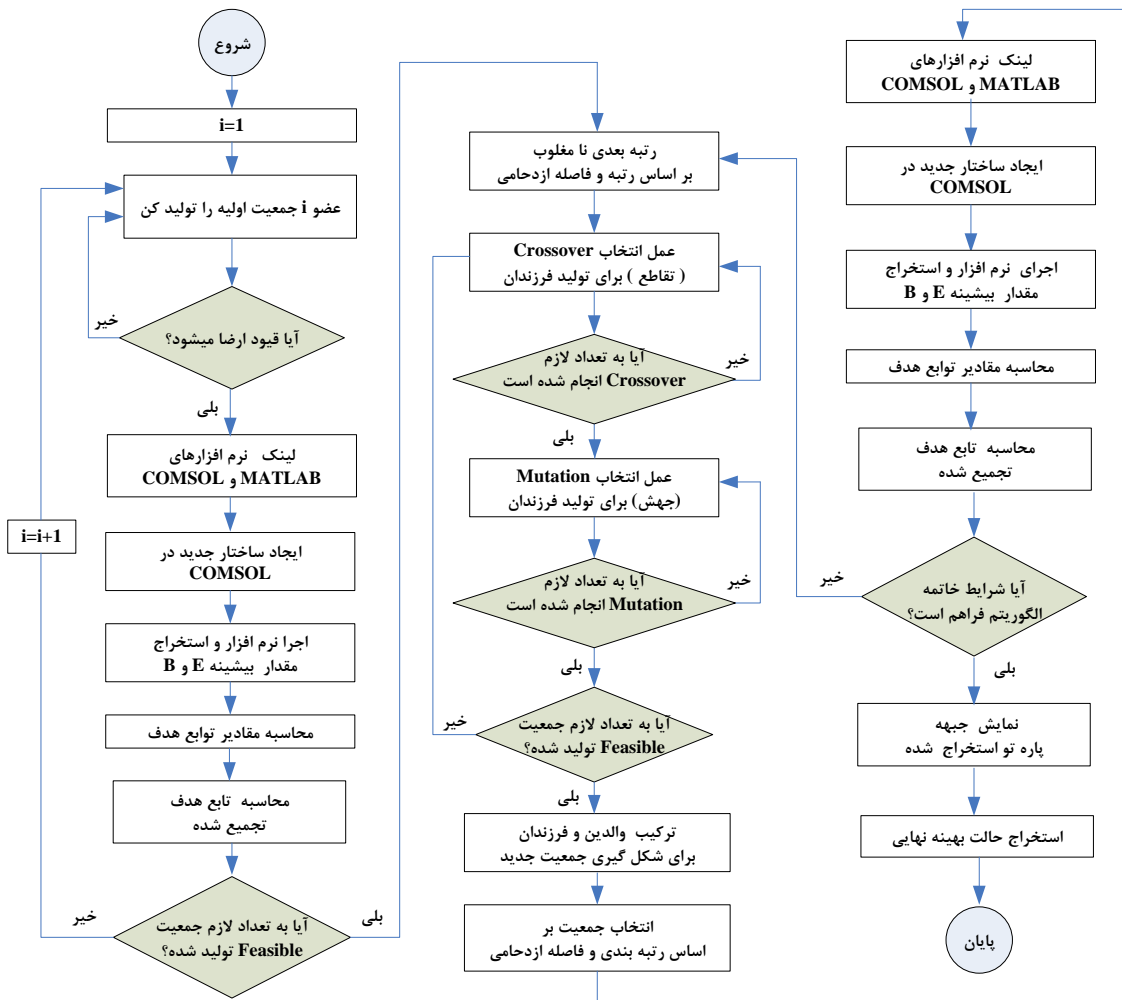 شروع
i=1
عضو i جمعیت اولیه را تولید کن
آیا قیود ارضا میشود؟
خیر
بلی
لینک نرم افزارهای
MATLAB و COMSOL
ایجاد ساختار جدید در
COMSOL
اجرا نرم افزار و استخراج
مقدار بیشینه E و B
محاسبه مقادیر توابع هدف
محاسبه تابع هدف
تجمیع شده
آیا به تعداد لازم جمعیت
Feasible تولید شده؟
خیر
i=i+1
بلی
رتبه بعدی نا مغلوب
بر اساس رتبه و فاصله ازدحامی
عمل انتخاب Crossover
( تقاطع ) برای تولید فرزندان
آیا به تعداد لازم
Crossover انجام شده است
خیر
بلی
عمل انتخاب Mutation
(جهش) برای تولید فرزندان
آیا به تعداد لازم
Mutation انجام شده است
خیر
بلی
آیا به تعداد لازم جمعیت
Feasible تولید شده؟
خیر
بلی
ترکیب والدین و فرزندان
برای شکل گیری جمعیت جدید
انتخاب جمعیت بر
اساس رتبه بندی و فاصله ازدحامی
لینک نرم افزارهای
MATLAB و COMSOL
ایجاد ساختار جدید در
COMSOL
اجرای نرم افزار و استخراج
مقدار بیشینه E و B
محاسبه مقادیر توابع هدف
محاسبه تابع هدف
تجمیع شده
آیا شرایط خاتمه
الگوریتم فراهم است؟
خیر
بلی
نمایش جبهه
پاره تو استخراج شده
استخراج حالت بهینه نهایی
پایان